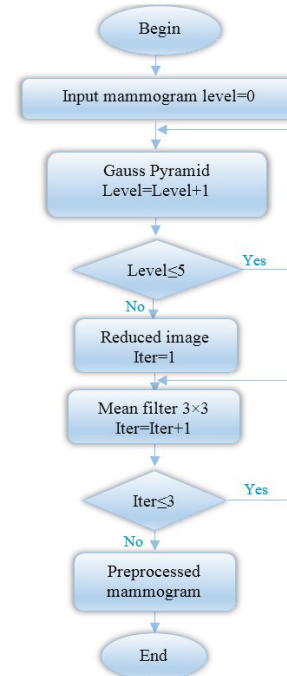 Begin
Input mammogram level=0
Gauss Pyramid
Level=Level+1
Level≤5
Yes
No
Reduced image
Iter=1
Mean filter 3×3
Iter=Iter+1
Iter≤3
Yes
No
Preprocessed
mammogram
End